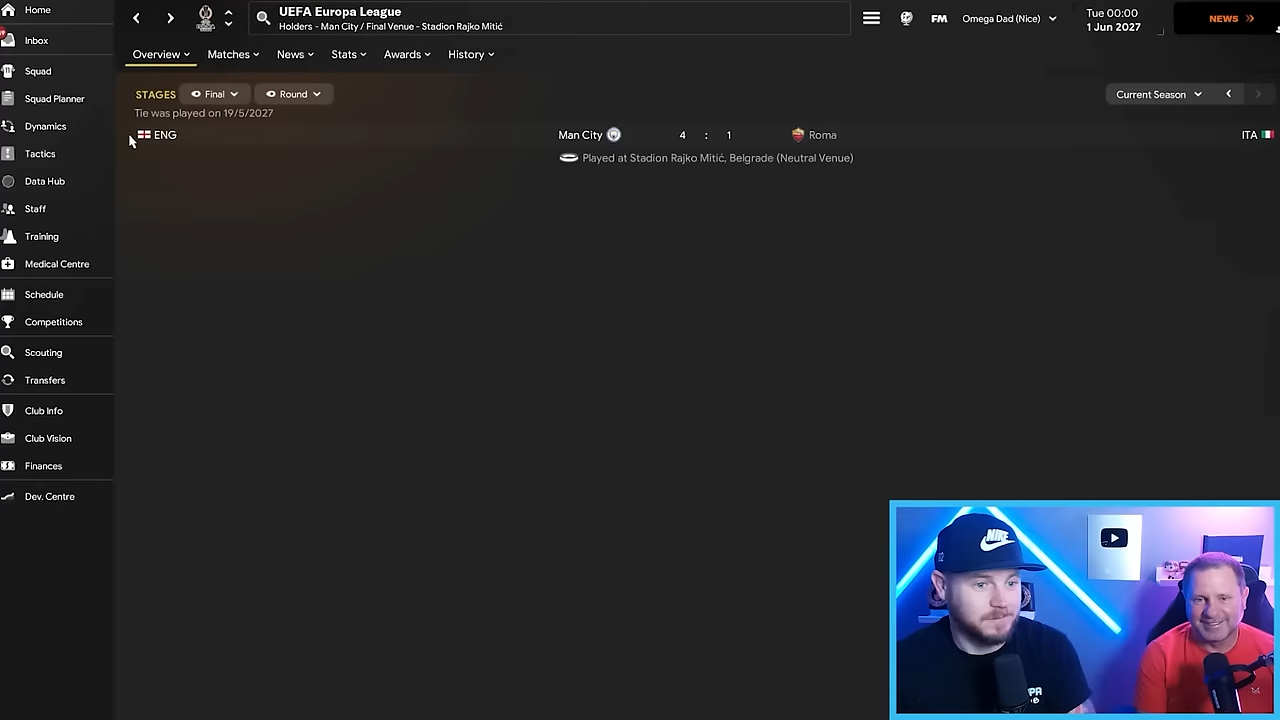 Home
UEFA Europa League
Holders - Man City / Final Venue - Stadion Rajko Mitić
FM
Omega Dad (Nice)
Tue 00:00
1 Jun 2027
NEWS
Inbox
Overview
Matches
News
Stats
Awards
History
Squad
Squad Planner
Dynamics
Tactics
Data Hub
Staff
Training
Medical Centre
Schedule
Competitions
Scouting
Transfers
Club Info
Club Vision
Finances
Dev. Centre
STAGES
Final
Round
Current Season
Tie was played on 19/5/2027
ENG
Man City
4 : 1
Roma
ITA
Played at Stadion Rajko Mitić, Belgrade (Neutral Venue)
NIKE